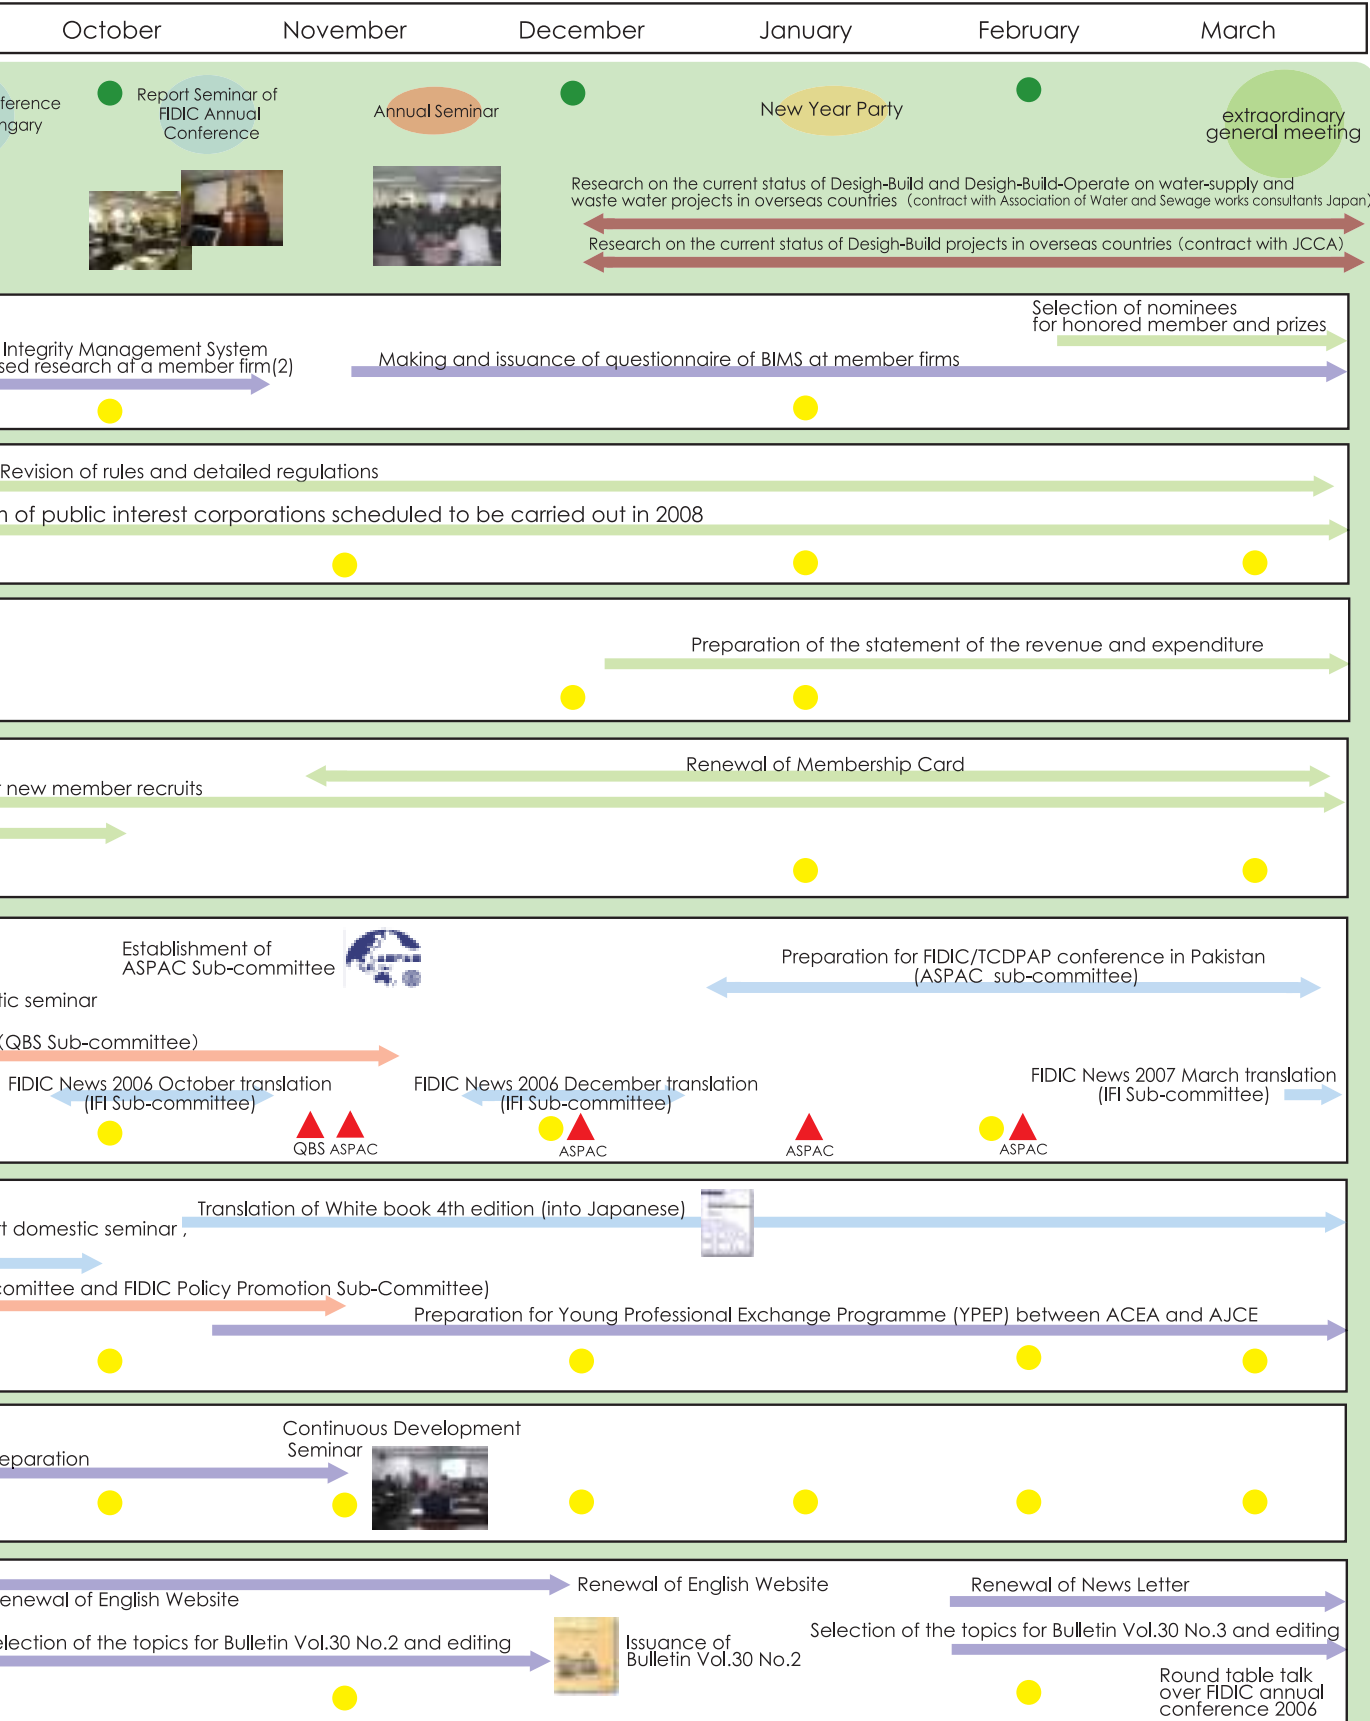 October November December January February March
ference
ngary
Report Seminar of
FIDIC Annual
Conference
Annual Seminar
New Year Party
extraordinary
general meeting
Research on the current status of Desigh-Build and Desigh-Build-Operate on water-supply and
waste water projects in overseas countries (contract with Association of Water and Sewage works consultants Japan)
Research on the current status of Desigh-Build projects in overseas countries (contract with JCCA)
Selection of nominees
for honored member and prizes
Integrity Management System
sed research at a member firm(2)
Making and issuance of questionnaire of BIMS at member firms
Revision of rules and detailed regulations
n of public interest corporations scheduled to be carried out in 2008
Preparation of the statement of the revenue and expenditure
Renewal of Membership Card
r new member recruits
Establishment of
ASPAC Sub-committee
Preparation for FIDIC/TCDPAP conference in Pakistan
(ASPAC sub-committee)
tic seminar
(QBS Sub-committee)
FIDIC News 2006 October translation
(IFI Sub-committee)
FIDIC News 2006 December translation
(IFI Sub-committee)
FIDIC News 2007 March translation
(IFI Sub-committee)
QBS ASPAC ASPAC ASPAC ASPAC
Translation of White book 4th edition (into Japanese)
rt domestic seminar ,
comittee and FIDIC Policy Promotion Sub-Committee)
Preparation for Young Professional Exchange Programme (YPEP) between ACEA and AJCE
Continuous Development
Seminar
eparation
Renewal of English Website
enewal of English Website
Renewal of News Letter
election of the topics for Bulletin Vol.30 No.2 and editing
Issuance of
Bulletin Vol.30 No.2
Selection of the topics for Bulletin Vol.30 No.3 and editing
Round table talk
over FIDIC annual
conference 2006